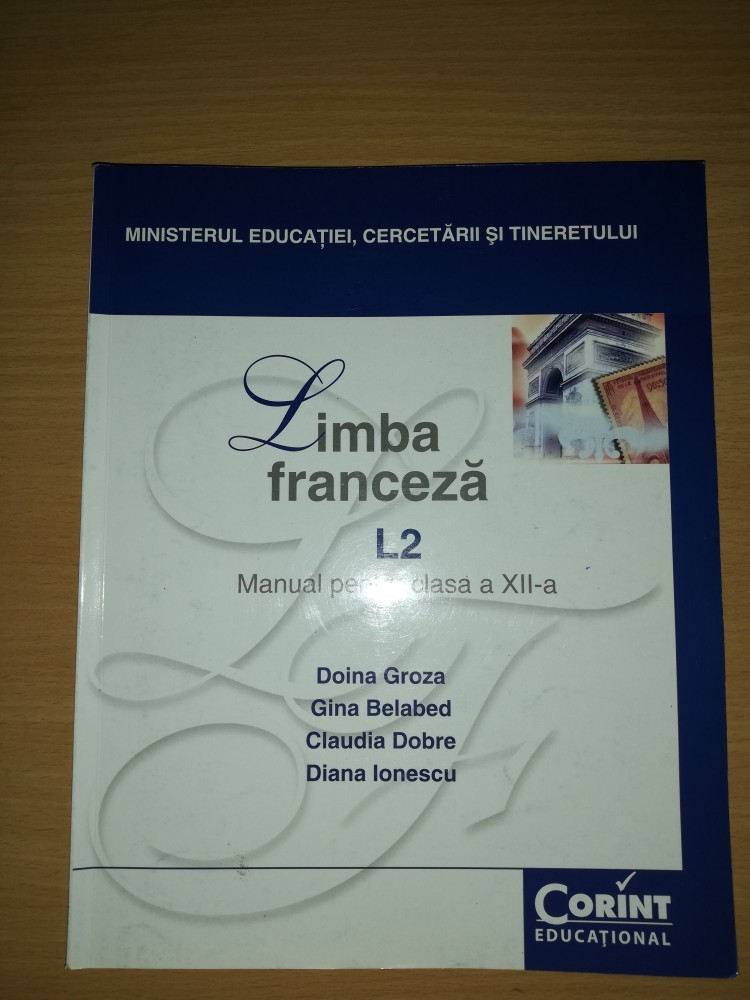 MINISTERUL EDUCAȚIEI, CERCETĂRII ȘI TINERETULUI
Limba
franceză
L2
Manual pentru clasa a XII-a
Doina Groza
Gina Belabed
Claudia Dobre
Diana Ionescu
CORINT
EDUCAȚIONAL